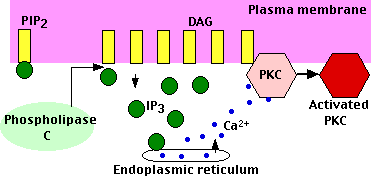 Plasma membrane
PIP2
DAG
PKC
Activated
PKC
IP3
Phospholipase
C
Ca2+
Endoplasmic reticulum